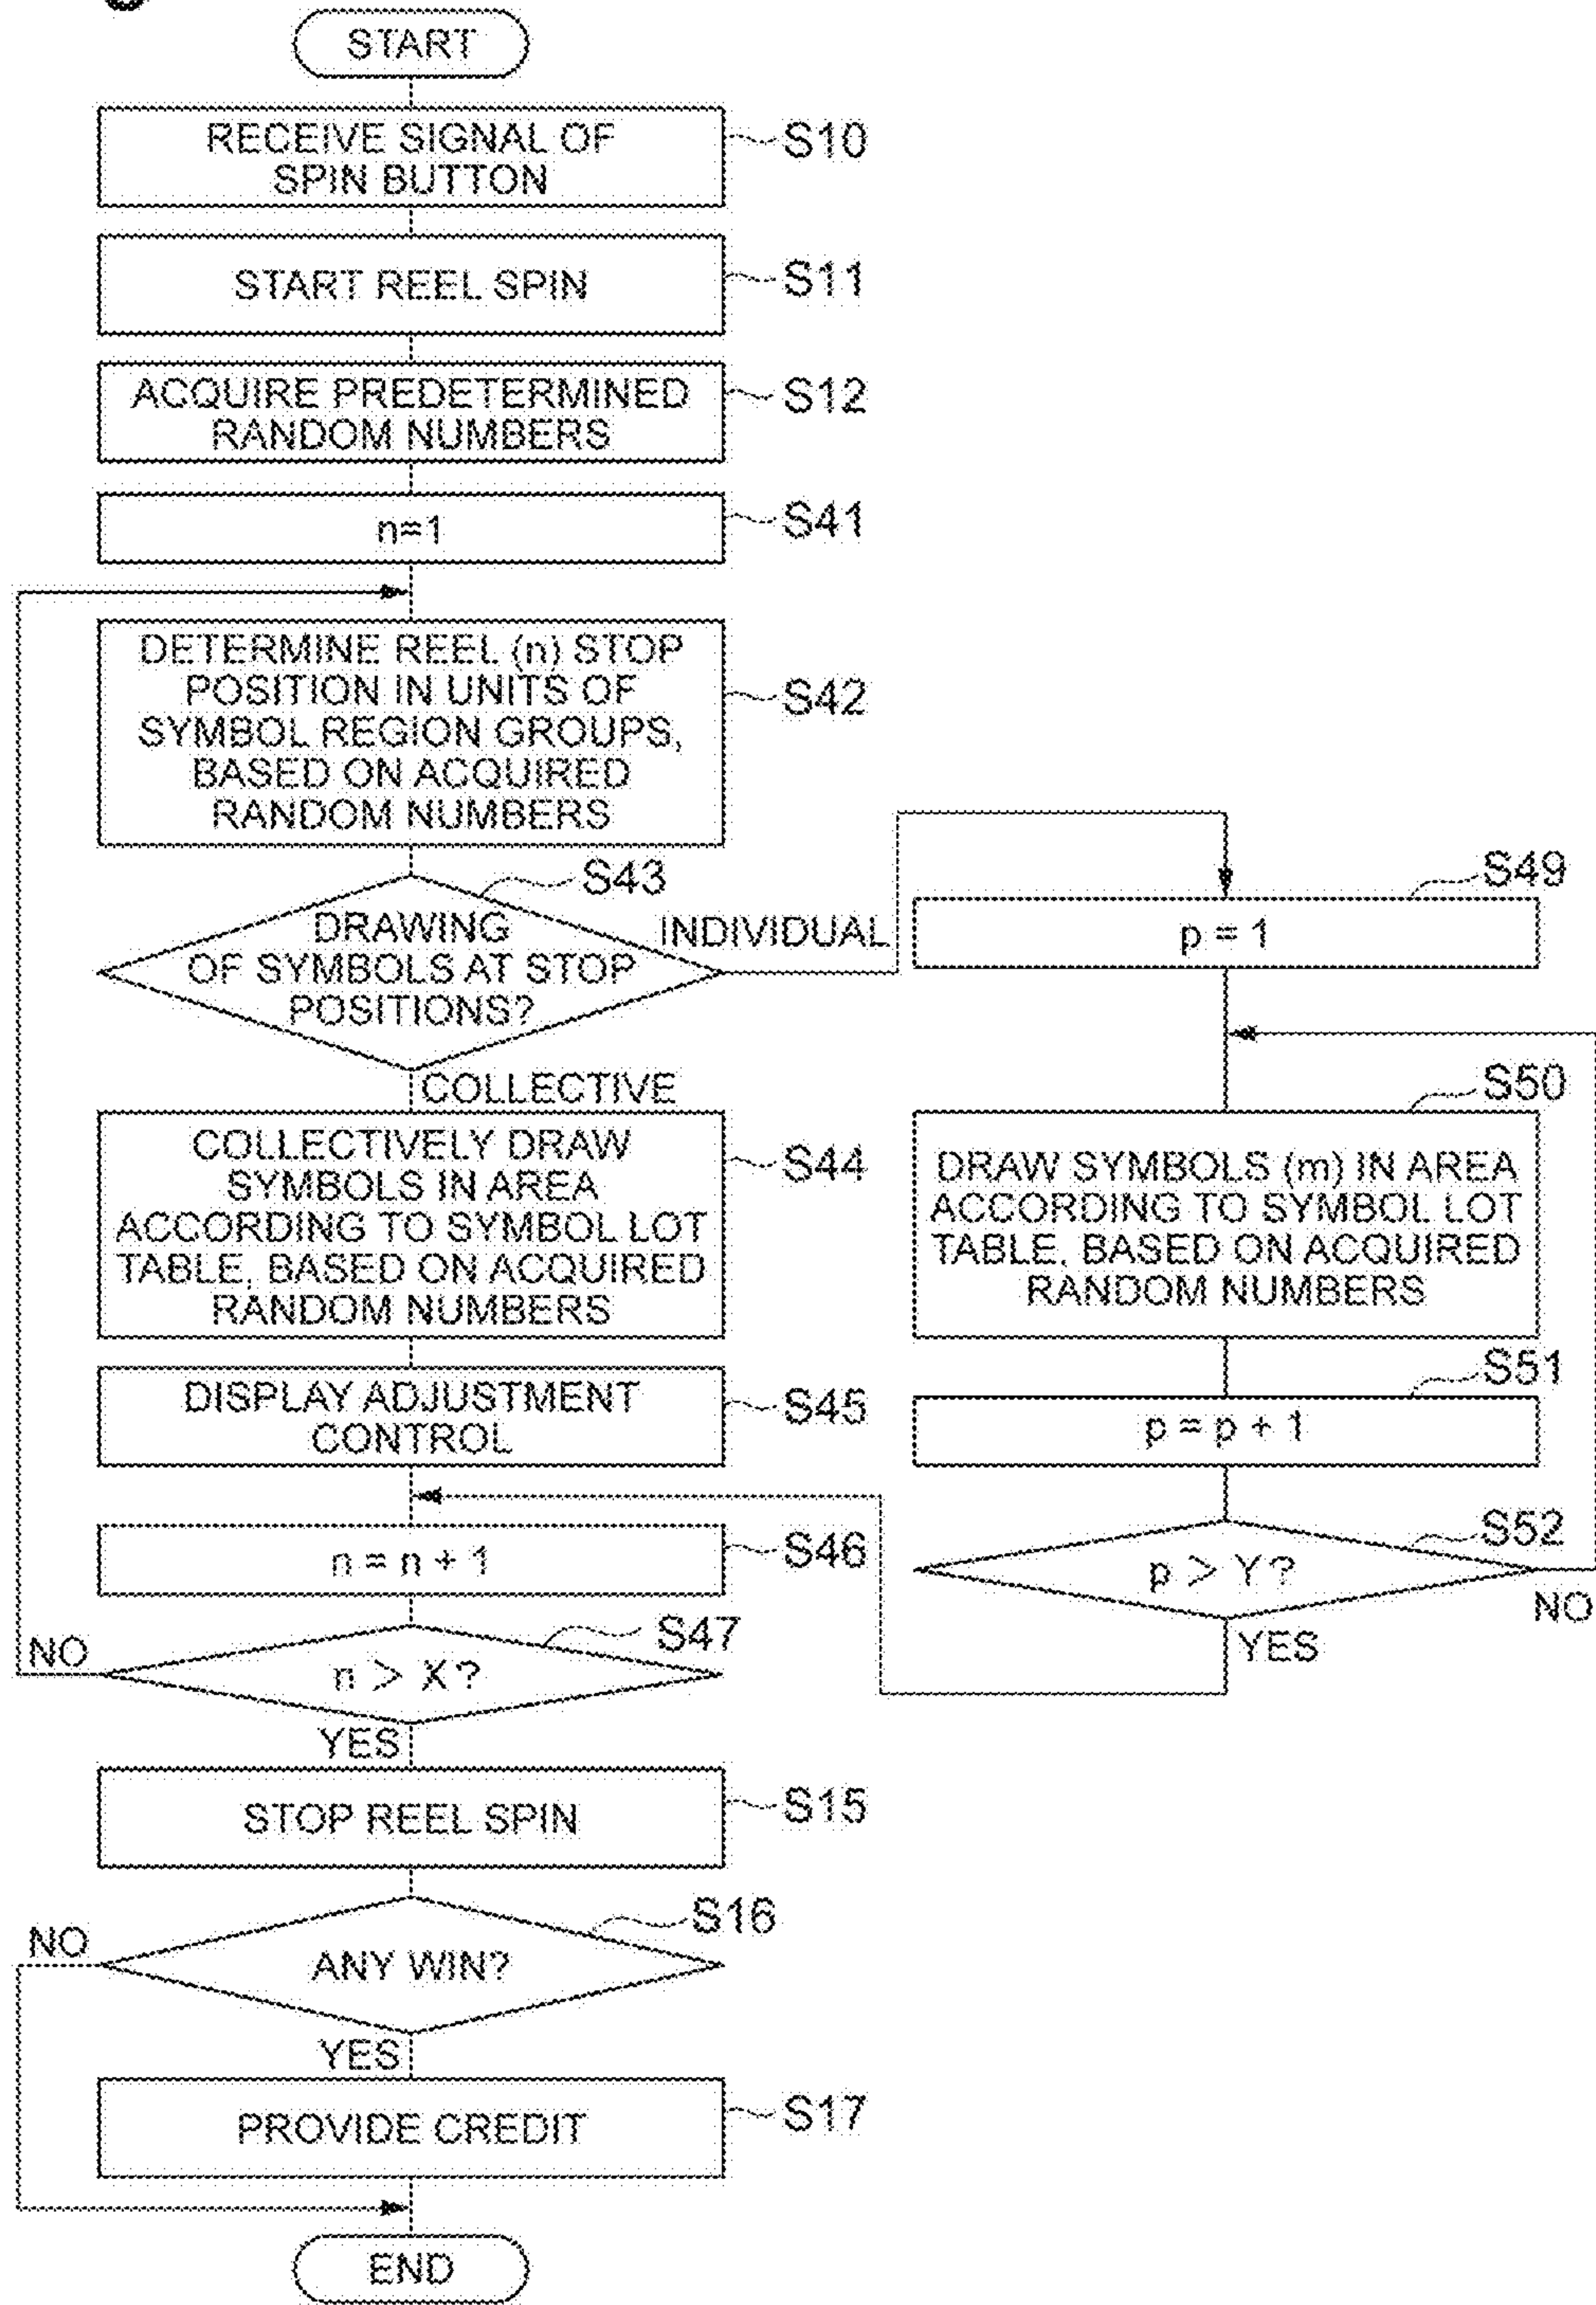 START
RECEIVE SIGNAL OF
SPIN BUTTON
S10
START REEL SPIN
S11
ACQUIRE PREDETERMINED
RANDOM NUMBERS
S12
n=1
S41
DETERMINE REEL (n) STOP
POSITION IN UNITS OF
SYMBOL REGION GROUPS,
BASED ON ACQUIRED
RANDOM NUMBERS
S42
S43
DRAWING
OF SYMBOLS AT STOP
POSITIONS?
INDIVIDUAL
COLLECTIVE
COLLECTIVELY DRAW
SYMBOLS IN AREA
ACCORDING TO SYMBOL LOT
TABLE, BASED ON ACQUIRED
RANDOM NUMBERS
S44
DISPLAY ADJUSTMENT
CONTROL
S45
n = n + 1
S46
S47
n > X?
NO
YES
STOP REEL SPIN
S15
S16
ANY WIN?
NO
YES
PROVIDE CREDIT
S17
END
S49
p = 1
S50
DRAW SYMBOLS (m) IN AREA
ACCORDING TO SYMBOL LOT
TABLE, BASED ON ACQUIRED
RANDOM NUMBERS
S51
p = p + 1
S52
p > Y?
NO
YES